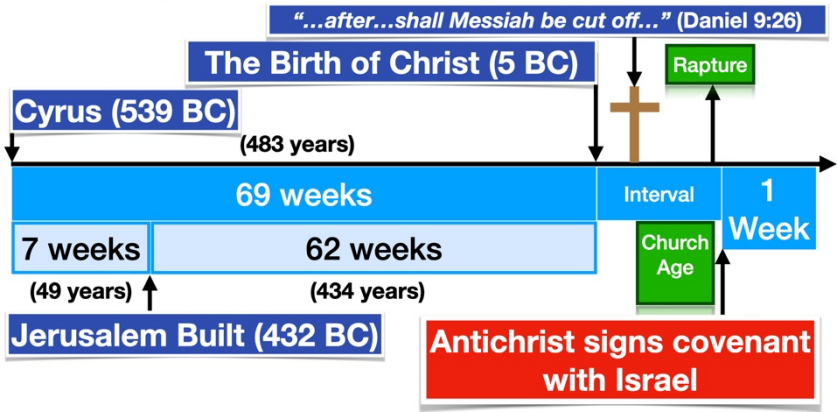 “...after...shall Messiah be cut off...” (Daniel 9:26)
The Birth of Christ (5 BC)
Rapture
Cyrus (539 BC)
(483 years)
69 weeks
Interval
1
Week
7 weeks
62 weeks
Church
Age
(49 years)
(434 years)
Jerusalem Built (432 BC)
Antichrist signs covenant
with Israel